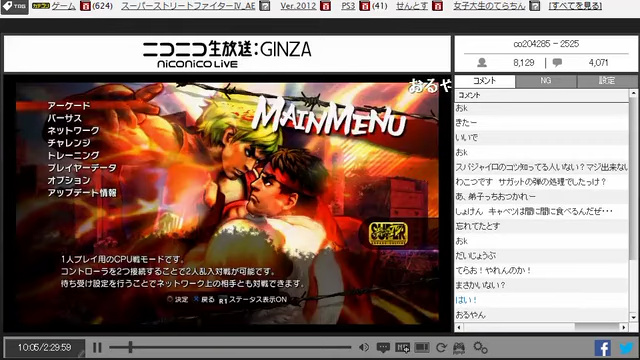 TAG カテゴリ ゲーム (624) スーパーストリートファイターⅣ_AE Ver.2012 PS3 (41) せんとす 女子大生のてらちん 【すべてを見る】
ニコニコ生放送:GINZA
niconico Live
co204285 - 2525
8,129 4,071
コメント NG 設定
コメント
おk
きたー
いいで
おk
スパジャイロのコツ知ってる人いない?マジ出来ない
わこつです サガットの弾の処理でしたっけ?
あ、弟子っちおつかれー
しょけん キャベツは間に間に食べるんだぜ・・・
忘れてたとす
おk
だいじょうぶ
てらお!やれんのか!
まさかいない?
はい!
おるやん
おるや
MAIN MENU
アーケード
バーサス
ネットワーク
チャレンジ
トレーニング
プレイヤーデータ
オプション
アップデート情報
SUPER
1人プレイ用のCPU戦モードです。
コントローラを2つ接続することで2人乱入対戦が可能です。
待ち受け設定を行うことでネットワーク上の相手とも対戦できます。
決定 戻る R1 ステータス表示ON
10:05/2:29:59